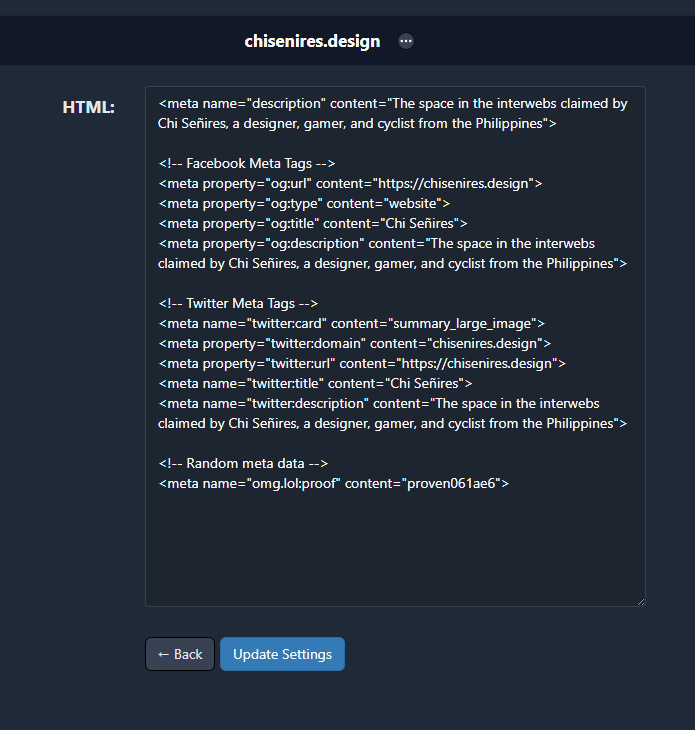 chisenires.design
HTML:
<meta name="description" content="The space in the interwebs claimed by
Chi Señires, a designer, gamer, and cyclist from the Philippines">
<!-- Facebook Meta Tags -->
<meta property="og:url" content="https://chisenires.design">
<meta property="og:type" content="website">
<meta property="og:title" content="Chi Señires">
<meta property="og:description" content="The space in the interwebs
claimed by Chi Señires, a designer, gamer, and cyclist from the Philippines">
<!-- Twitter Meta Tags -->
<meta name="twitter:card" content="summary_large_image">
<meta property="twitter:domain" content="chisenires.design">
<meta property="twitter:url" content="https://chisenires.design">
<meta name="twitter:title" content="Chi Señires">
<meta name="twitter:description" content="The space in the interwebs
claimed by Chi Señires, a designer, gamer, and cyclist from the Philippines">
<!-- Random meta data -->
<meta name="omg.lol:proof" content="proven061ae6">
← Back
Update Settings